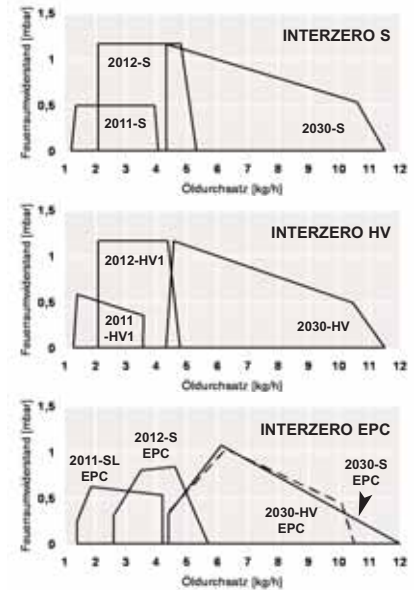 Feuerraumwiderstand [mbar]
1,5
1
0,5
0
INTERZERO S
2012-S
2011-S
2030-S
1 2 3 4 5 6 7 8 9 10 11 12
Öldurchsatz [kg/h]
Feuerraumwiderstand [mbar]
1,5
1
0,5
0
INTERZERO HV
2012-HV1
2011
-HV1
2030-HV
1 2 3 4 5 6 7 8 9 10 11 12
Öldurchsatz [kg/h]
Feuerraumwiderstand [mbar]
1,5
1
0,5
0
INTERZERO EPC
2012-S
EPC
2011-SL
EPC
2030-S
EPC
2030-HV
EPC
1 2 3 4 5 6 7 8 9 10 11 12
Öldurchsatz [kg/h]